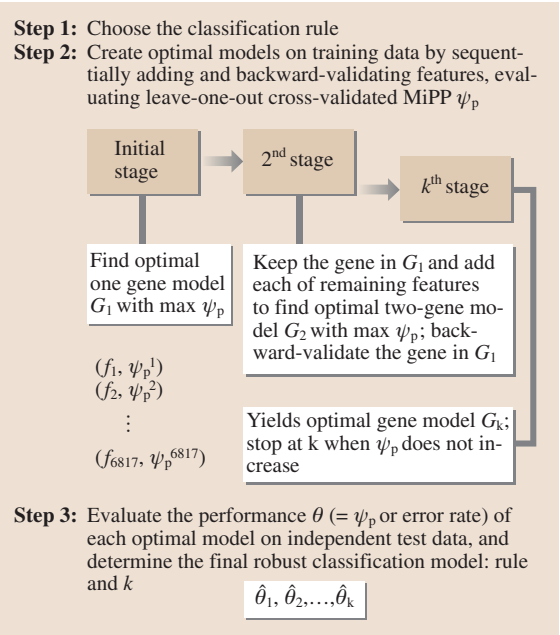 Step 1: Choose the classification rule
Step 2: Create optimal models on training data by sequen-
tially adding and backward-validating features, eval-
uating leave-one-out cross-validated MiPP ψp
Initial
stage
2nd stage
kth stage
Find optimal
one gene model
G1 with max ψp
Keep the gene in G1 and add
each of remaining features
to find optimal two-gene mo-
del G2 with max ψp; back-
ward-validate the gene in G1
(f1, ψp1)
(f2, ψp2)
⋮
(f6817, ψp6817)
Yields optimal gene model Gk;
stop at k when ψp does not in-
crease
Step 3: Evaluate the performance θ (= ψp or error rate) of
each optimal model on independent test data, and
determine the final robust classification model: rule
and k
θ̂1, θ̂2,...,θ̂k